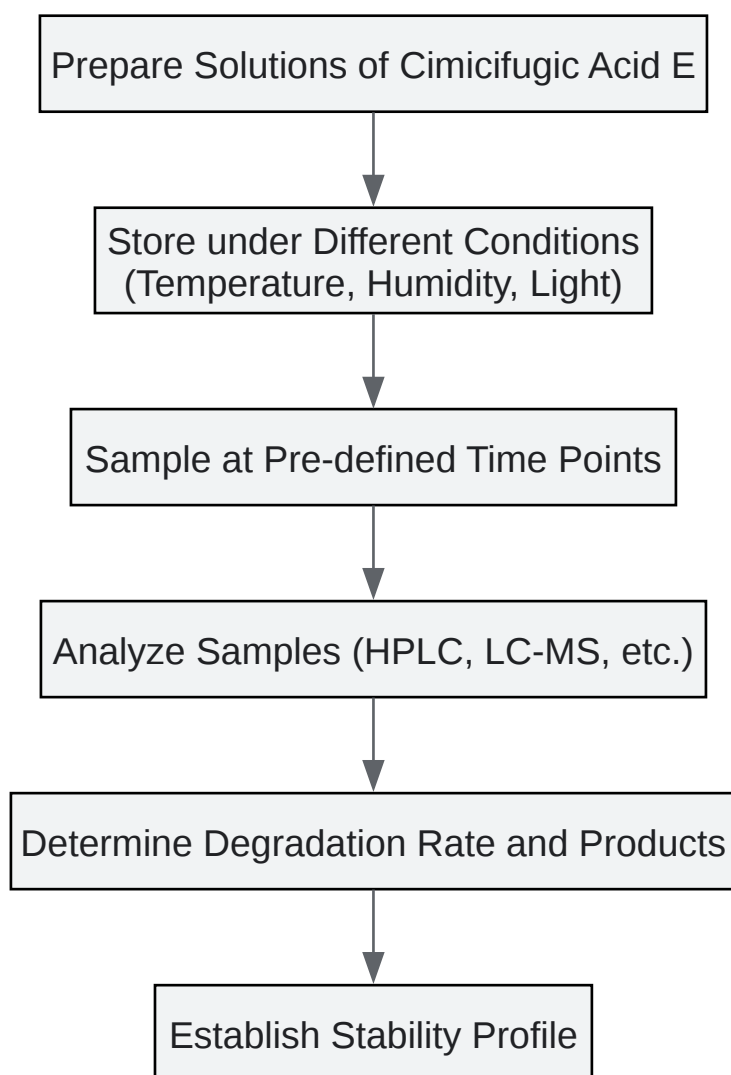 Prepare Solutions of Cimicifugic Acid E
Store under Different Conditions
(Temperature, Humidity, Light)
Sample at Pre-defined Time Points
Analyze Samples (HPLC, LC-MS, etc.)
Determine Degradation Rate and Products
Establish Stability Profile